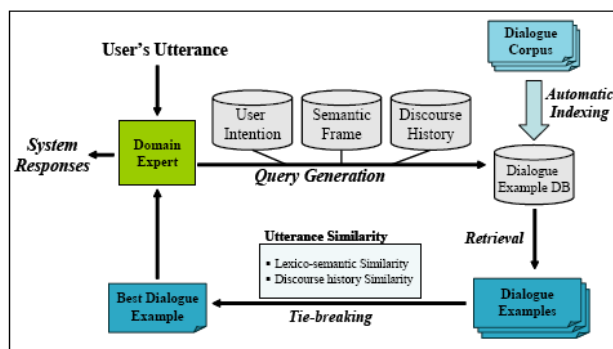 User's Utterance
Dialogue
Corpus
Automatic
Indexing
User
Intention
Semantic
Frame
Discourse
History
System
Responses
Domain
Expert
Query Generation
Dialogue
Example DB
Utterance Similarity
▪ Lexico-semantic Similarity
▪ Discourse history Similarity
Retrieval
Best Dialogue
Example
Tie-breaking
Dialogue
Examples